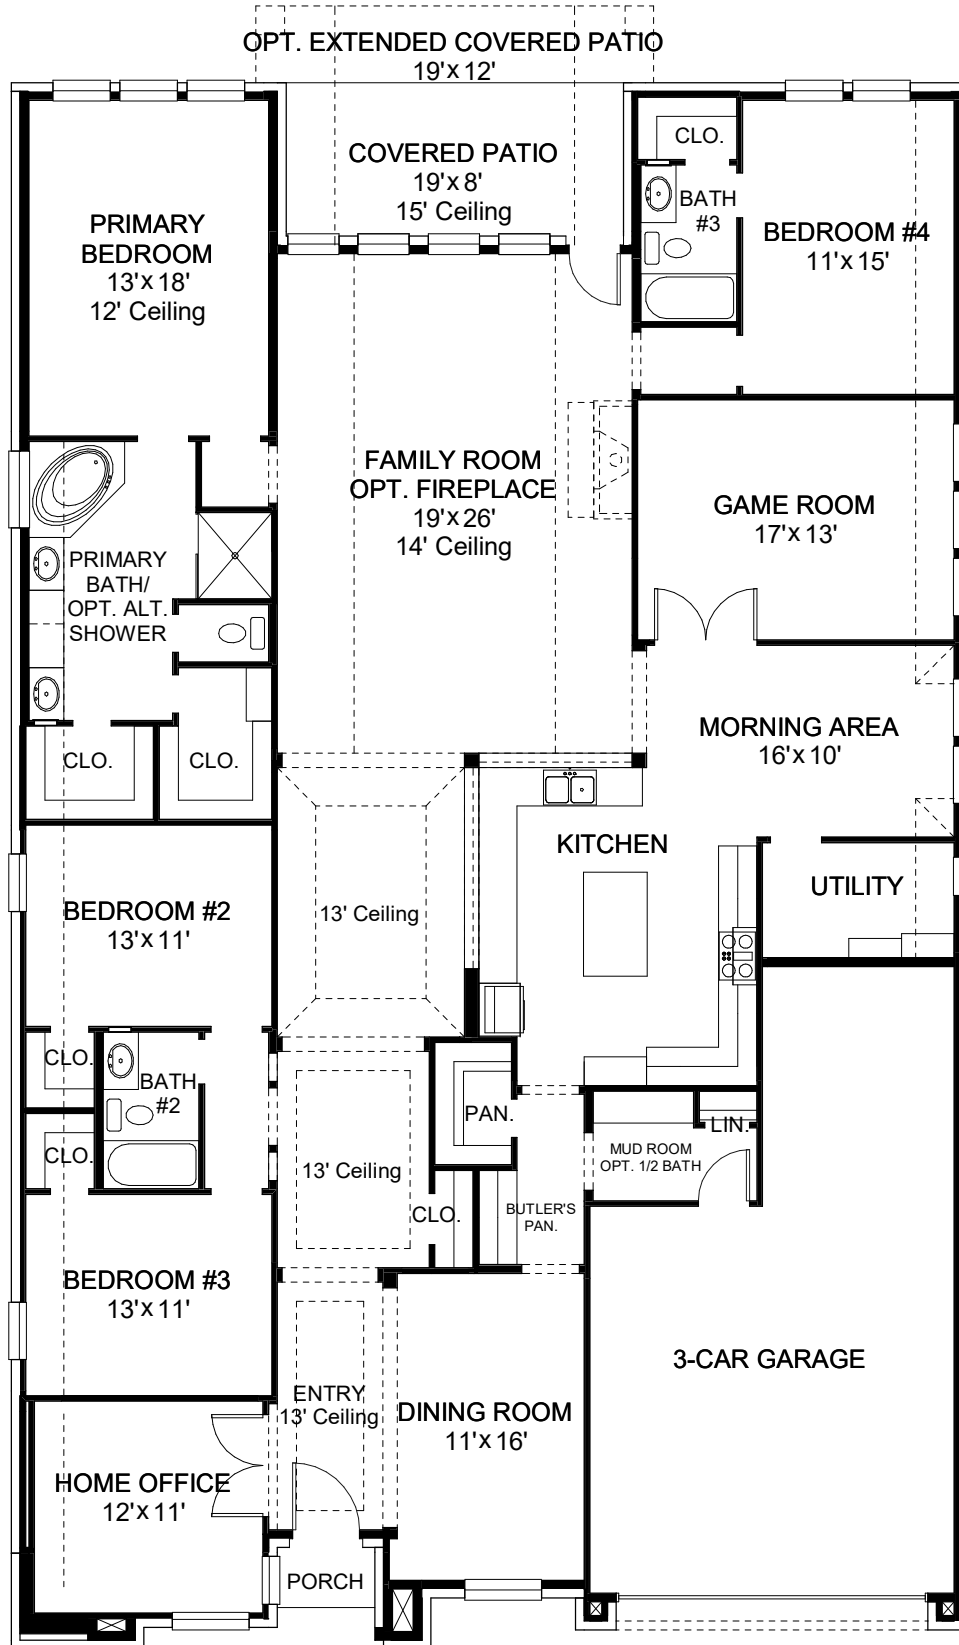 OPT. EXTENDED COVERED PATIO
19'x 12'
COVERED PATIO
19'x 8'
15' Ceiling
CLO.
BATH
#3
BEDROOM #4
11'x 15'
PRIMARY
BEDROOM
13'x 18'
12' Ceiling
FAMILY ROOM
OPT. FIREPLACE
19'x 26'
14' Ceiling
GAME ROOM
17'x 13'
PRIMARY
BATH/
OPT. ALT.
SHOWER
MORNING AREA
16'x 10'
CLO.
CLO.
KITCHEN
UTILITY
BEDROOM #2
13'x 11'
13' Ceiling
CLO.
BATH
#2
CLO.
PAN.
LIN.
MUD ROOM
OPT. 1/2 BATH
13' Ceiling
CLO.
BUTLER'S
PAN.
BEDROOM #3
13'x 11'
3-CAR GARAGE
ENTRY
13' Ceiling
DINING ROOM
11'x 16'
HOME OFFICE
12'x 11'
PORCH